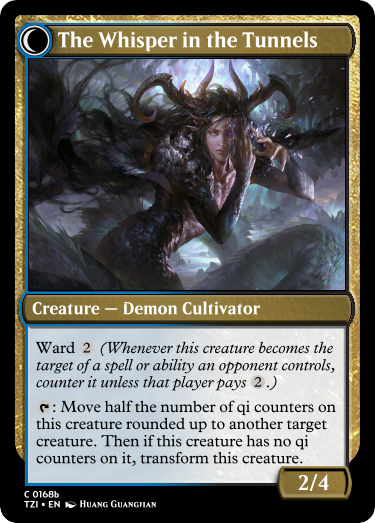 The Whisper in the Tunnels
Creature — Demon Cultivator
Ward 2 (Whenever this creature becomes the
target of a spell or ability an opponent controls,
counter it unless that player pays 2.)
: Move half the number of qi counters on
this creature rounded up to another target
creature. Then if this creature has no qi
counters on it, transform this creature.
2/4
C 0168b
TZI • EN Huang Guangjian